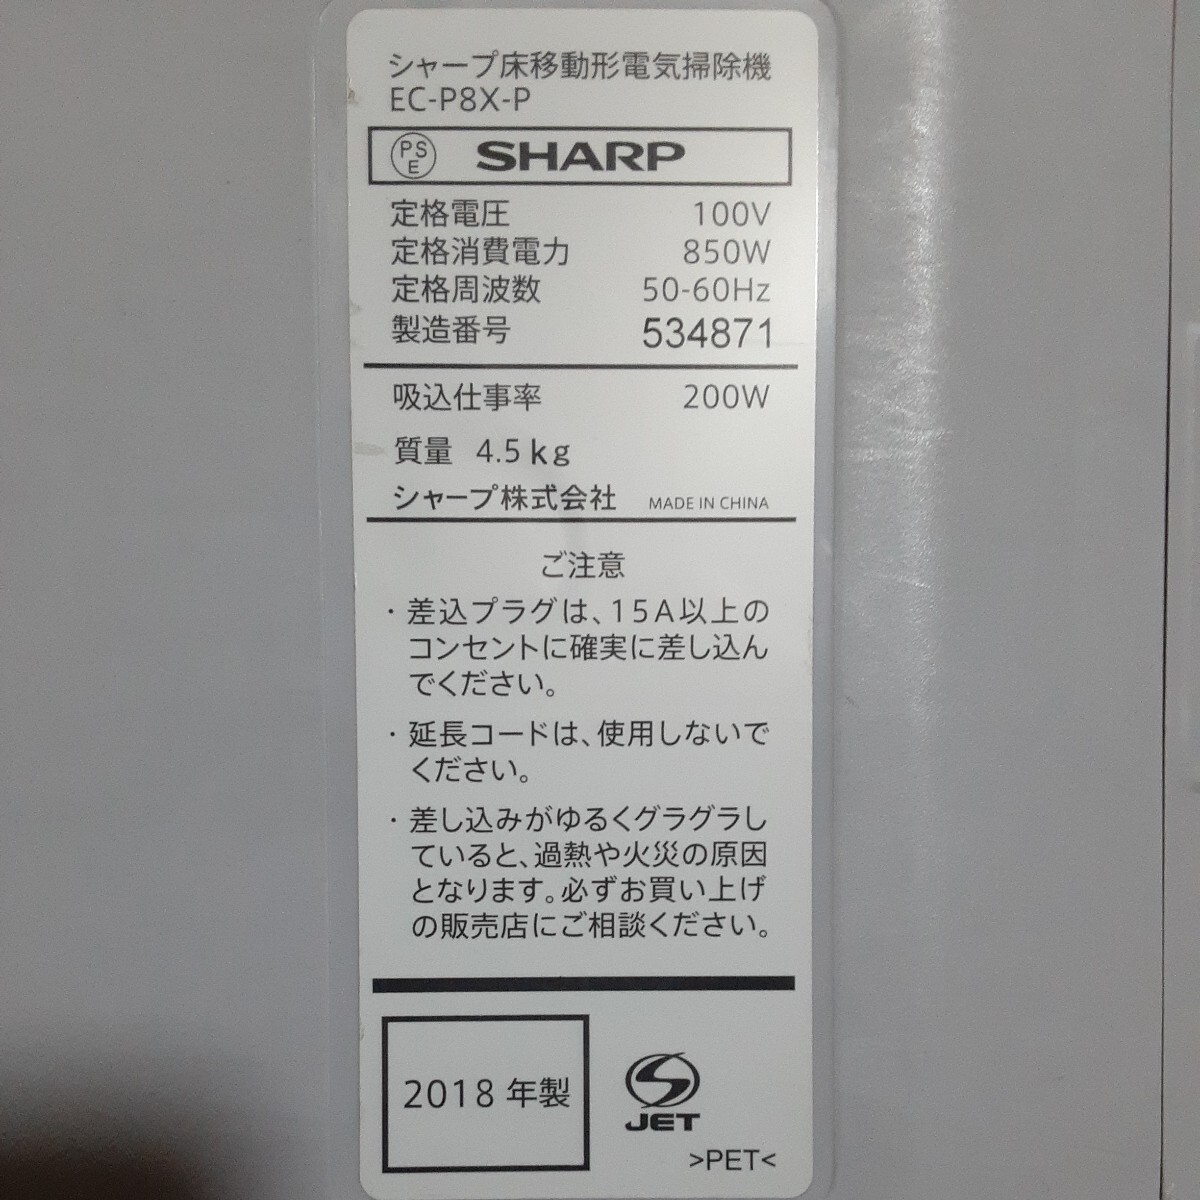 シャープ床移動形電気掃除機
EC-P8X-P
PS E SHARP
定格電圧 100V
定格消費電力 850W
定格周波数 50-60Hz
製造番号 534871
吸込仕事率 200W
質量 4.5kg
シャープ株式会社 MADE IN CHINA
ご注意
・差込プラグは、15A以上の
コンセントに確実に差し込ん
でください。
・延長コードは、使用しないで
ください。
・差し込みがゆるくグラグラし
ていると、過熱や火災の原因
となります。必ずお買い上げ
の販売店にご相談ください。
2018年製
JET
>PET<